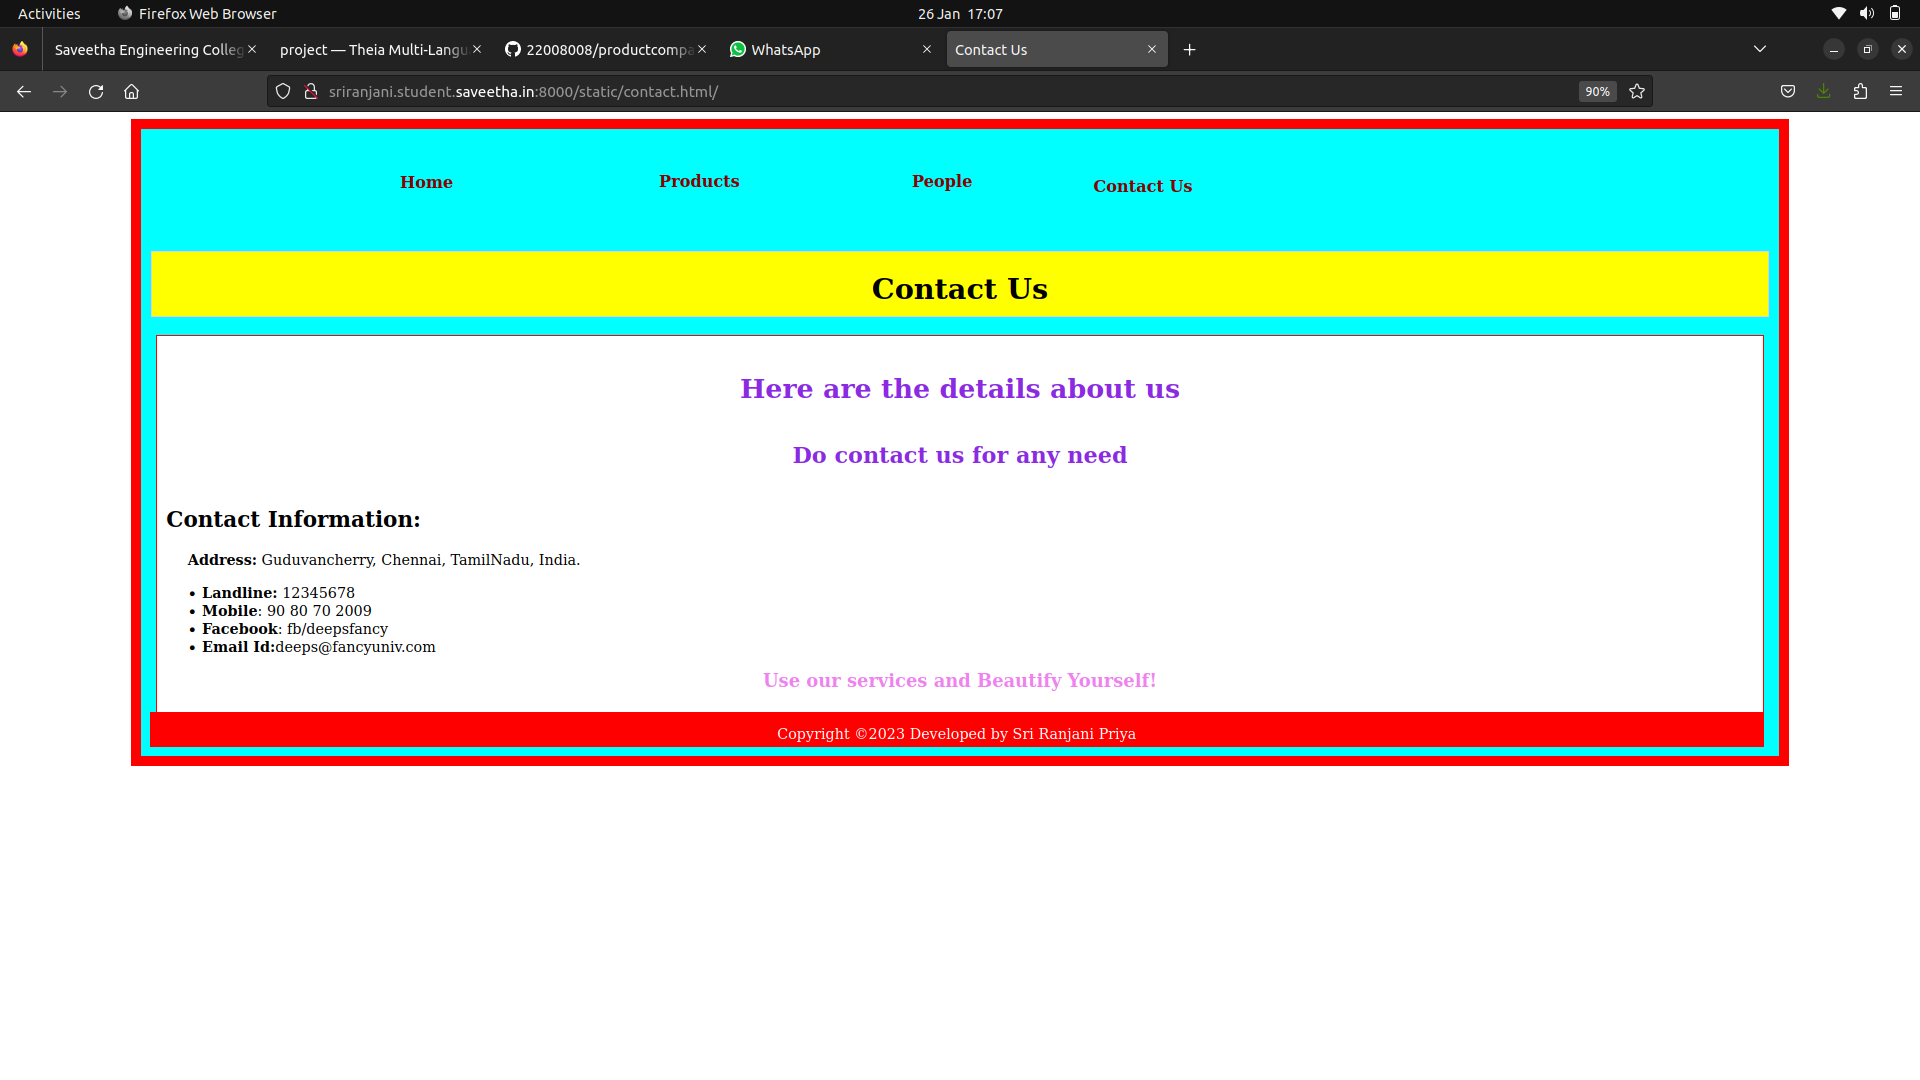 Activities Firefox Web Browser 26 Jan 17:07
Saveetha Engineering Colleg project — Theia Multi-Langu 22008008/productcompa WhatsApp Contact Us
sriranjani.student.saveetha.in:8000/static/contact.html/ 90%
Home Products People Contact Us
Contact Us
Here are the details about us
Do contact us for any need
Contact Information:
Address: Guduvancherry, Chennai, TamilNadu, India.
• Landline: 12345678
• Mobile: 90 80 70 2009
• Facebook: fb/deepsfancy
• Email Id:deeps@fancyuniv.com
Use our services and Beautify Yourself!
Copyright ©2023 Developed by Sri Ranjani Priya